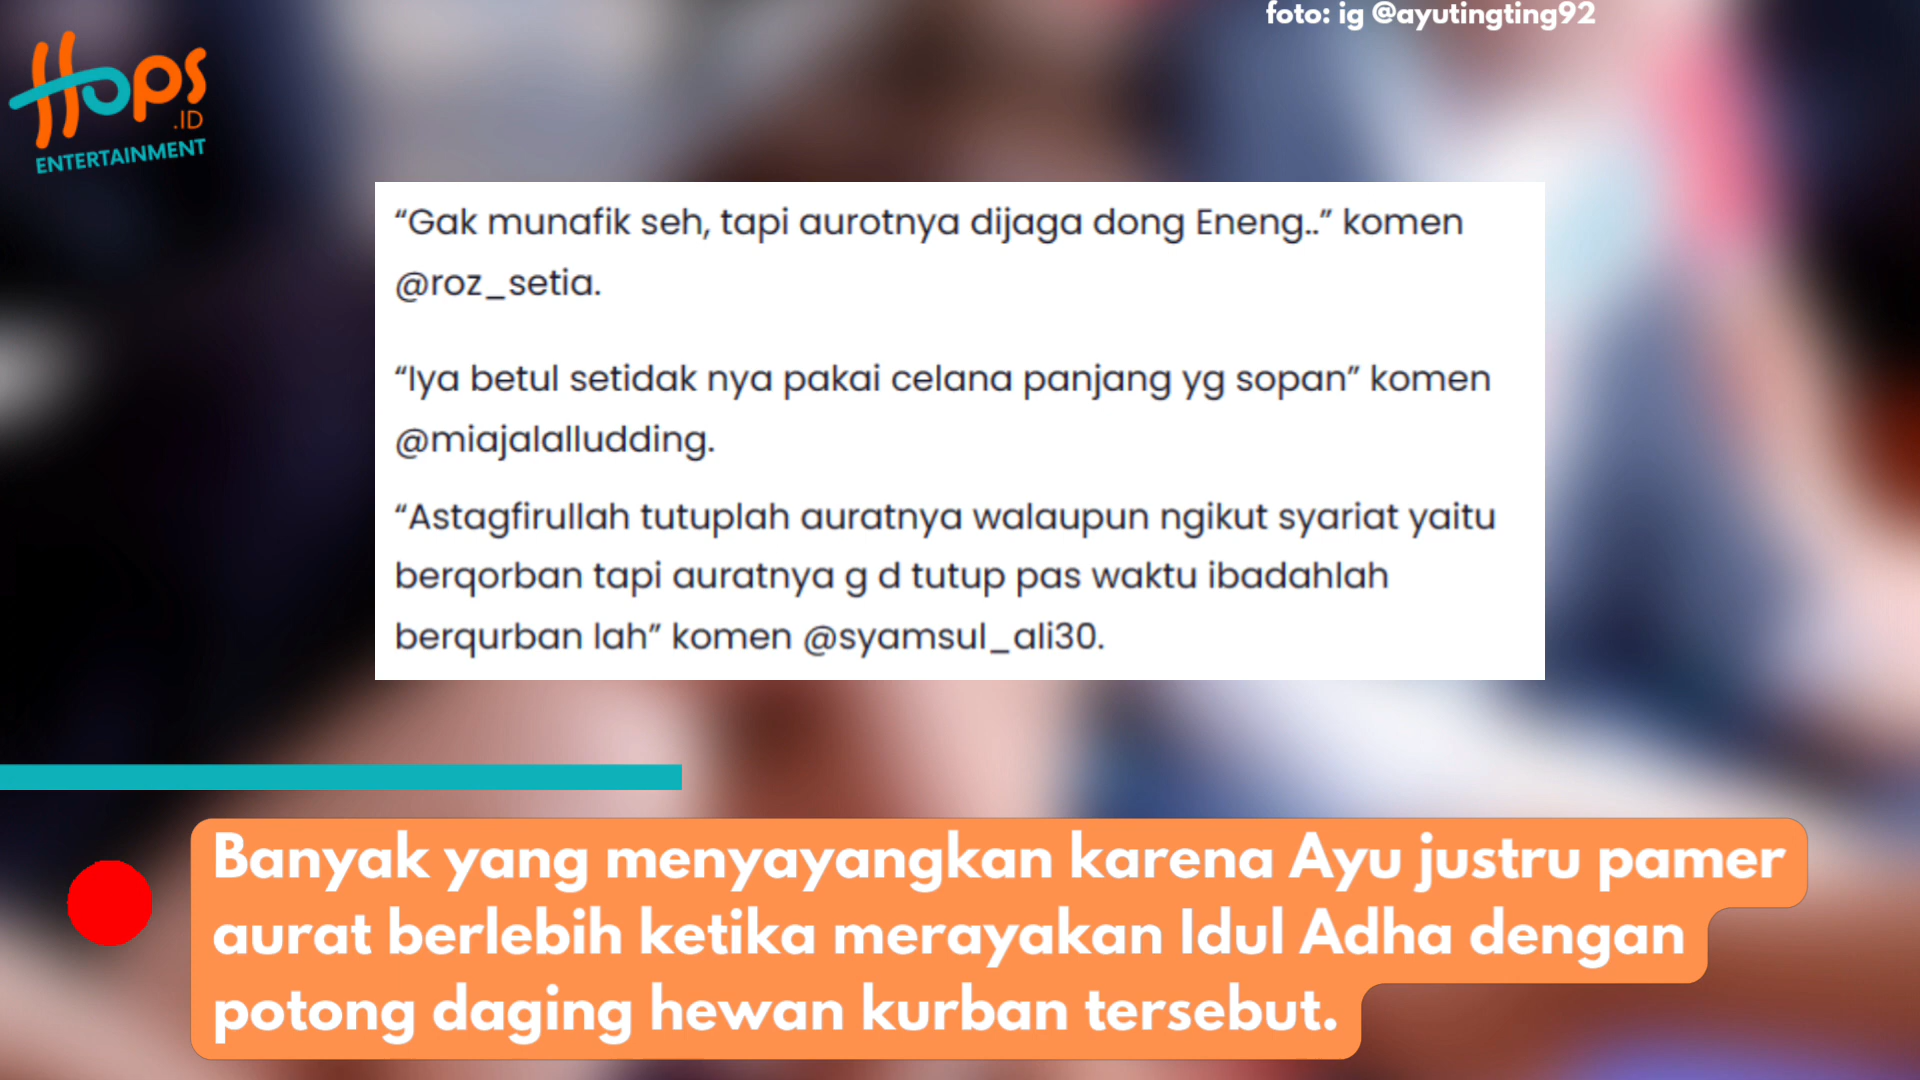 foto: ig @ayutingting92
Hops
.ID
ENTERTAINMENT
“Gak munafik seh, tapi aurotnya dijaga dong Eneng..” komen
@roz_setia.
“Iya betul setidak nya pakai celana panjang yg sopan” komen
@miajalalludding.
“Astagfirullah tutuplah auratnya walaupun ngikut syariat yaitu
berqorban tapi auratnya g d tutup pas waktu ibadahlah
berqurban lah” komen @syamsul_ali30.
Banyak yang menyayangkan karena Ayu justru pamer
aurat berlebih ketika merayakan Idul Adha dengan
potong daging hewan kurban tersebut.